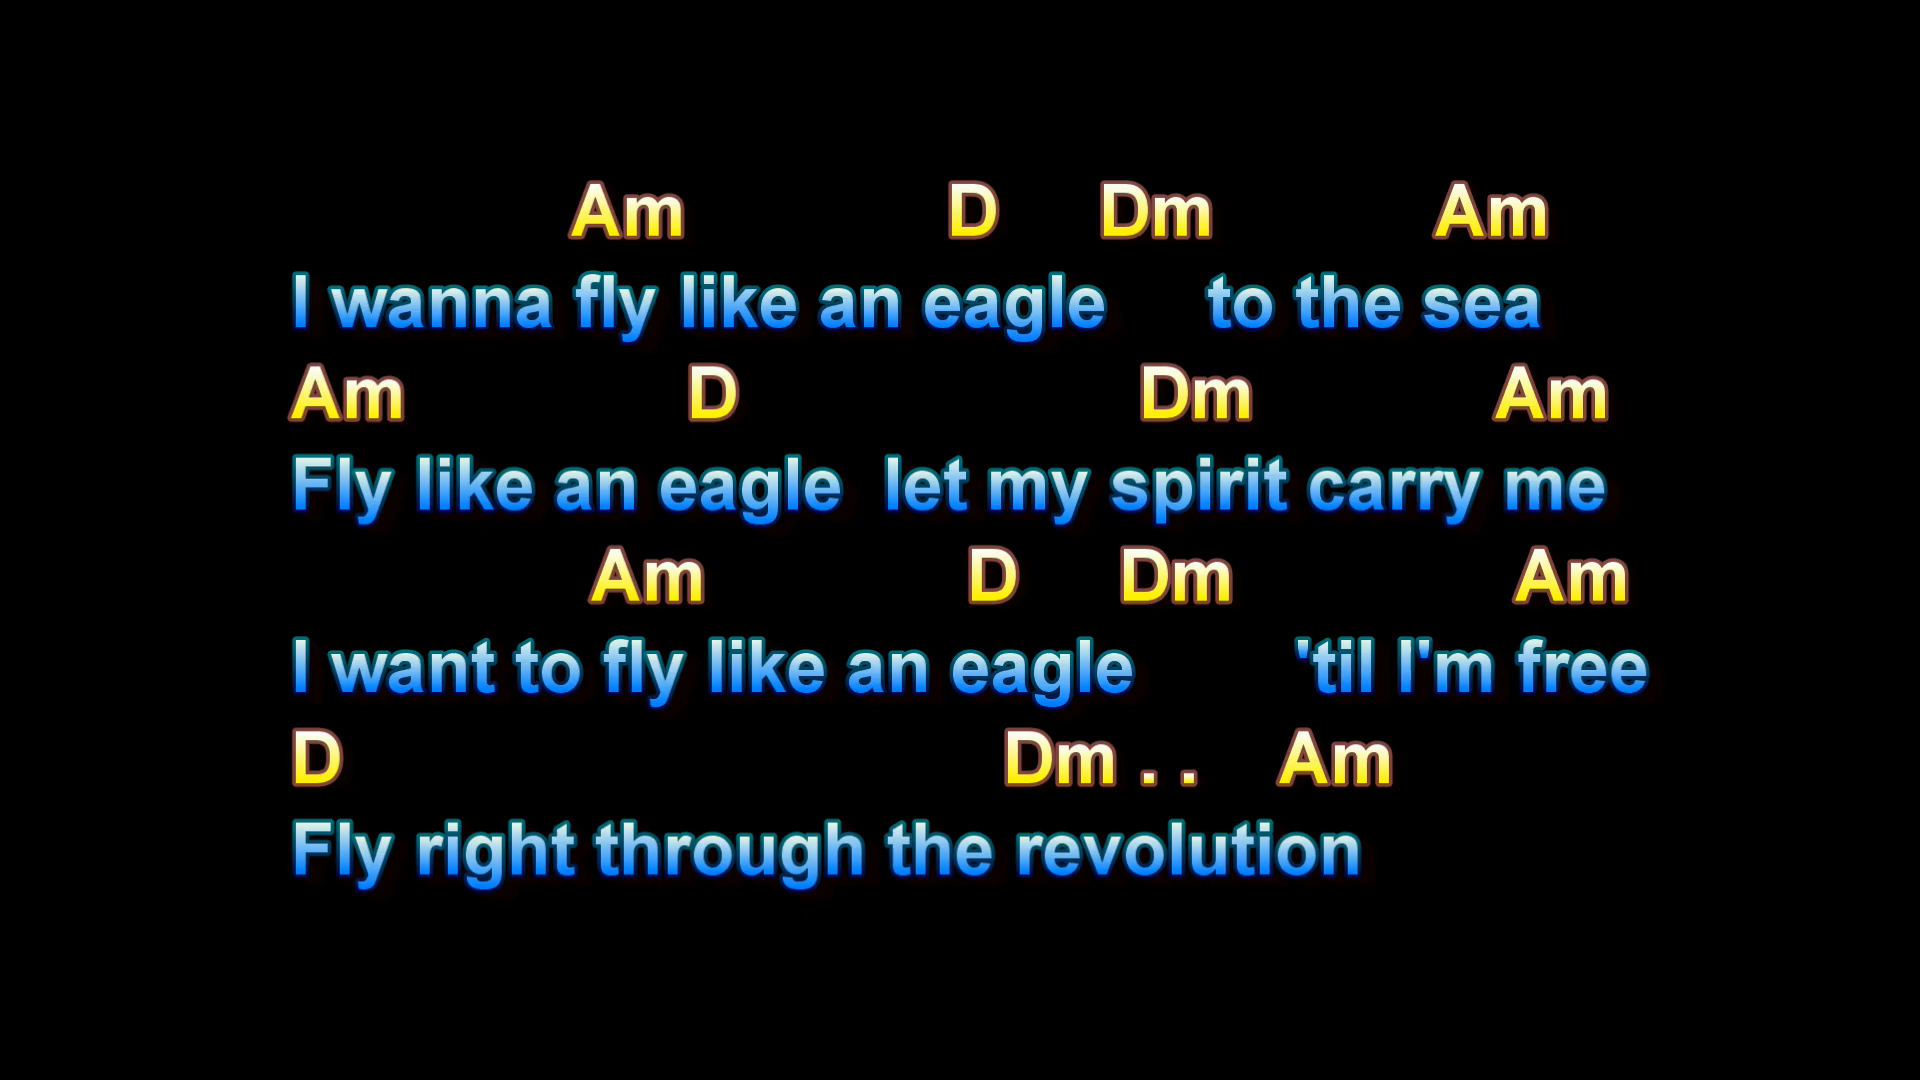 Am D Dm Am
I wanna fly like an eagle to the sea
Am D Dm Am
Fly like an eagle let my spirit carry me
Am D Dm Am
I want to fly like an eagle 'til I'm free
D Dm . . Am
Fly right through the revolution